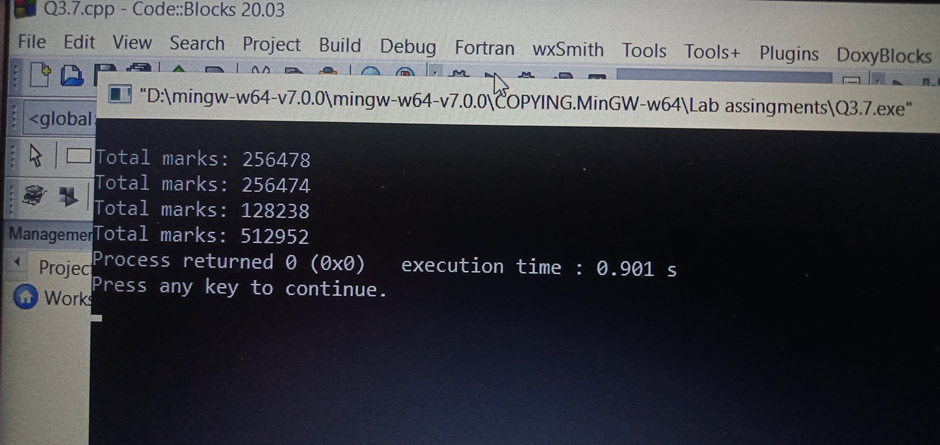 Q3.7.cpp - Code::Blocks 20.03
File Edit View Search Project Build Debug Fortran wxSmith Tools Tools+ Plugins DoxyBlocks
"D:\mingw-w64-v7.0.0\mingw-w64-v7.0.0\COPYING.MinGW-w64\Lab assingments\Q3.7.exe"
<global
Total marks: 256478
Total marks: 256474
Total marks: 128238
Managemen
Total marks: 512952
Projec
Process returned 0 (0x0) execution time : 0.901 s
Works
Press any key to continue.